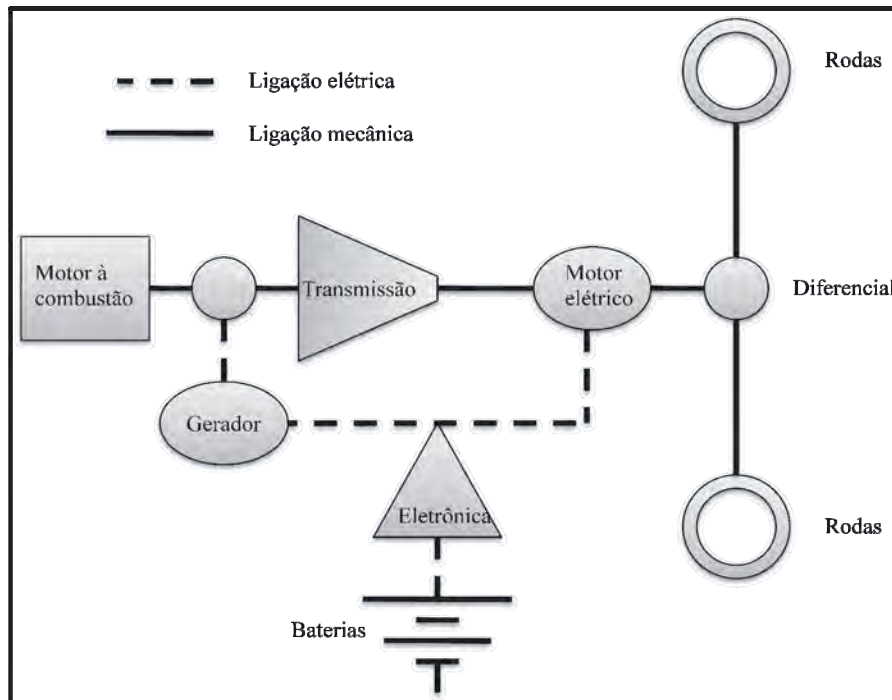 Rodas
Ligação elétrica
Ligação mecânica
Motor à
combustão
Transmissão
Motor
elétrico
Diferencial
Gerador
Eletrônica
Rodas
Baterias